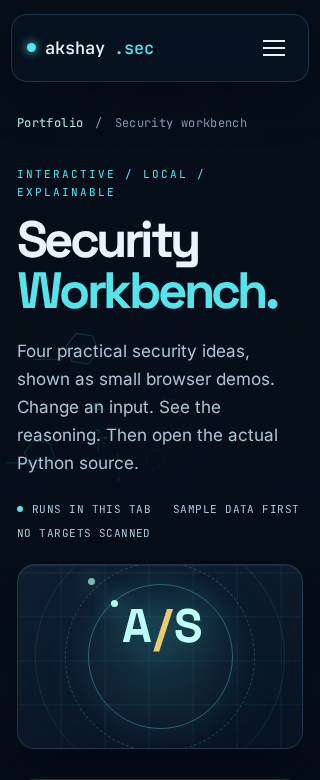 akshay .sec
Portfolio / Security workbench
INTERACTIVE / LOCAL /
EXPLAINABLE
Security
Workbench.
Four practical security ideas,
shown as small browser demos.
Change an input. See the
reasoning. Then open the actual
Python source.
RUNS IN THIS TAB SAMPLE DATA FIRST
NO TARGETS SCANNED
A/S